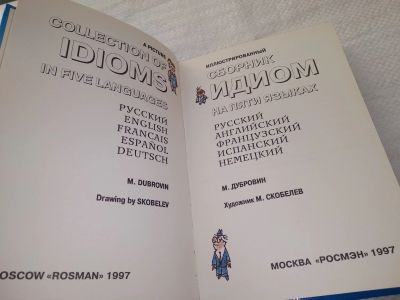 A PICTURE
COLLECTION OF
IDIOMS
IN FIVE LANGUAGES
РУССКИЙ
ENGLISH
FRANCAIS
ESPAÑOL
DEUTSCH
M. DUBROVIN
Drawing by SKOBELEV
OSCOW «ROSMAN» 1997
ИЛЛЮСТРИРОВАННЫЙ
СБОРНИК
ИДИОМ
НА ПЯТИ ЯЗЫКАХ
РУССКИЙ
АНГЛИЙСКИЙ
ФРАНЦУЗСКИЙ
ИСПАНСКИЙ
НЕМЕЦКИЙ
М. ДУБРОВИН
Художник М. СКОБЕЛЕВ
МОСКВА «РОСМЭН» 1997